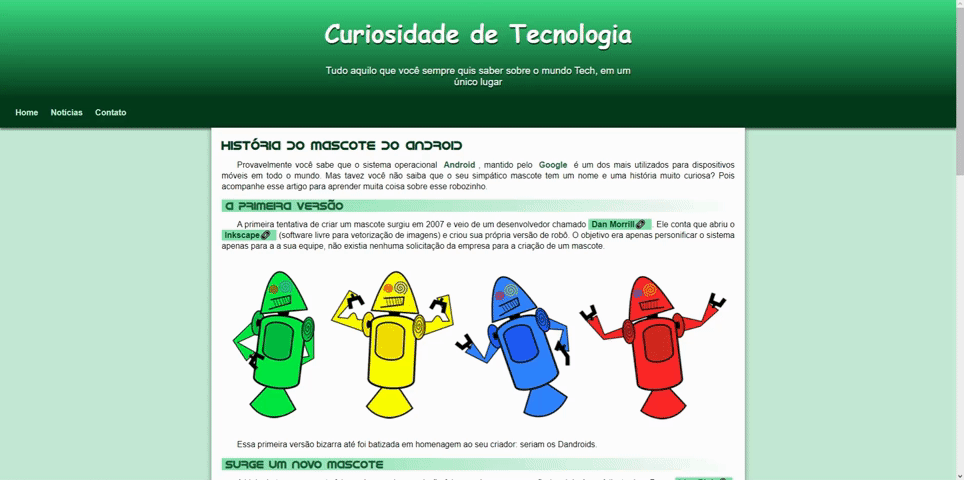 Curiosidade de Tecnologia
Tudo aquilo que você sempre quis saber sobre o mundo Tech, em um
único lugar
Home Notícias Contato
História do Mascote do Android
Provavelmente você sabe que o sistema operacional Android , mantido pelo Google é um dos mais utilizados para dispositivos
móveis em todo o mundo. Mas tavez você não saiba que o seu simpático mascote tem um nome e uma história muito curiosa? Pois
acompanhe esse artigo para aprender muita coisa sobre esse robozinho.
A primeira versão
A primeira tentativa de criar um mascote surgiu em 2007 e veio de um desenvolvedor chamado Dan Morrill. Ele conta que abriu o
Inkscape (software livre para vetorização de imagens) e criou sua própria versão de robô. O objetivo era apenas personificar o sistema
apenas para a a sua equipe, não existia nenhuma solicitação da empresa para a criação de um mascote.
Essa primeira versão bizarra até foi batizada em homenagem ao seu criador: seriam os Dandroids.
Surge um novo mascote